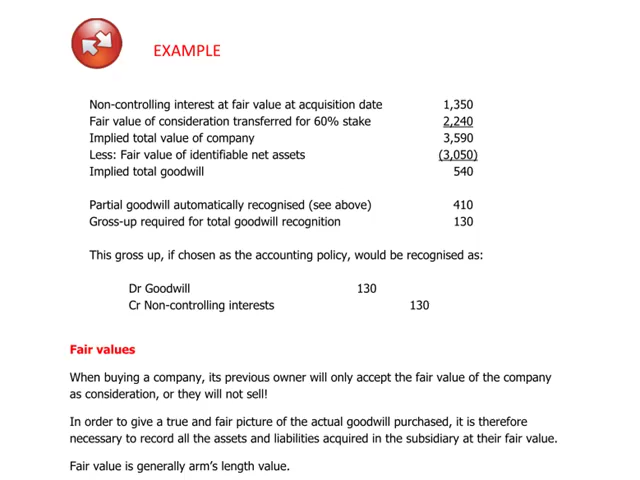 EXAMPLE
Non-controlling interest at fair value at acquisition date 1,350
Fair value of consideration transferred for 60% stake 2,240
Implied total value of company 3,590
Less: Fair value of identifiable net assets (3,050)
Implied total goodwill 540
Partial goodwill automatically recognised (see above) 410
Gross-up required for total goodwill recognition 130
This gross up, if chosen as the accounting policy, would be recognised as:
Dr Goodwill 130
Cr Non-controlling interests 130
Fair values
When buying a company, its previous owner will only accept the fair value of the company
as consideration, or they will not sell!
In order to give a true and fair picture of the actual goodwill purchased, it is therefore
necessary to record all the assets and liabilities acquired in the subsidiary at their fair value.
Fair value is generally arm's length value.